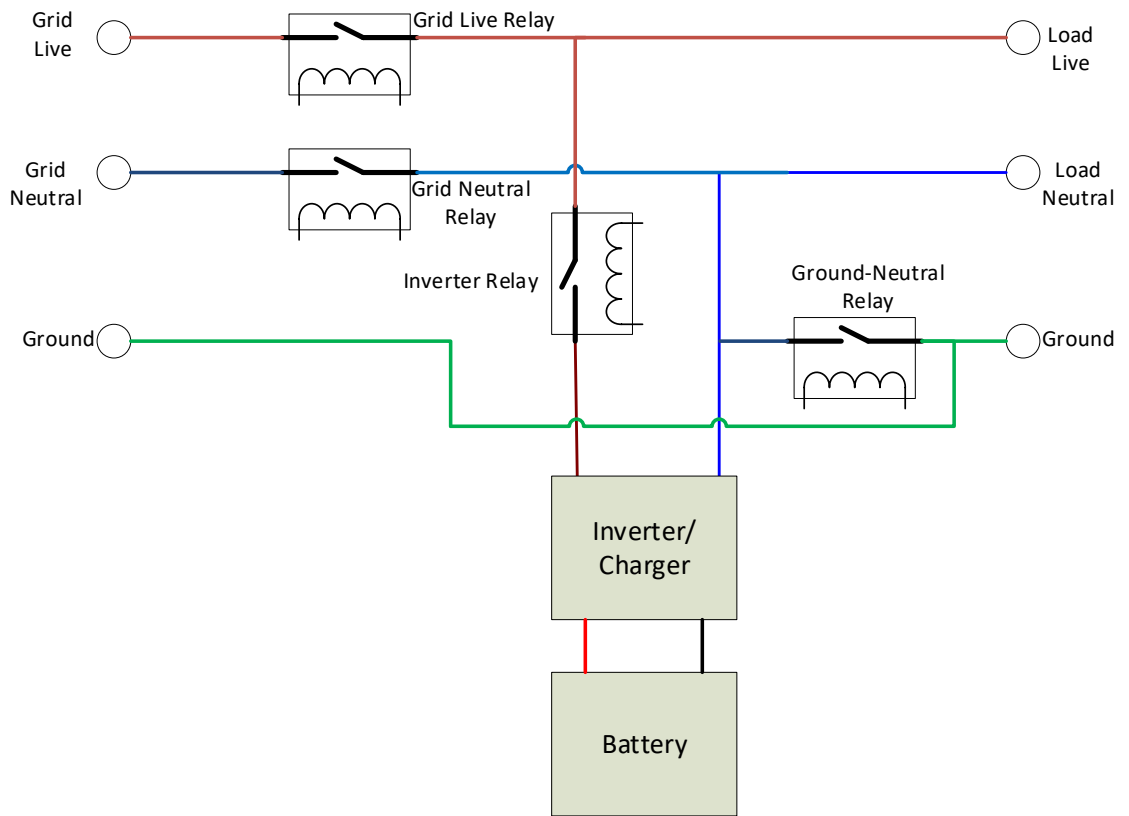 Grid
Live
Grid Live Relay
Load
Live
Grid
Neutral
Grid Neutral
Relay
Load
Neutral
Inverter Relay
Ground-Neutral
Relay
Ground
Ground
Inverter/
Charger
Battery